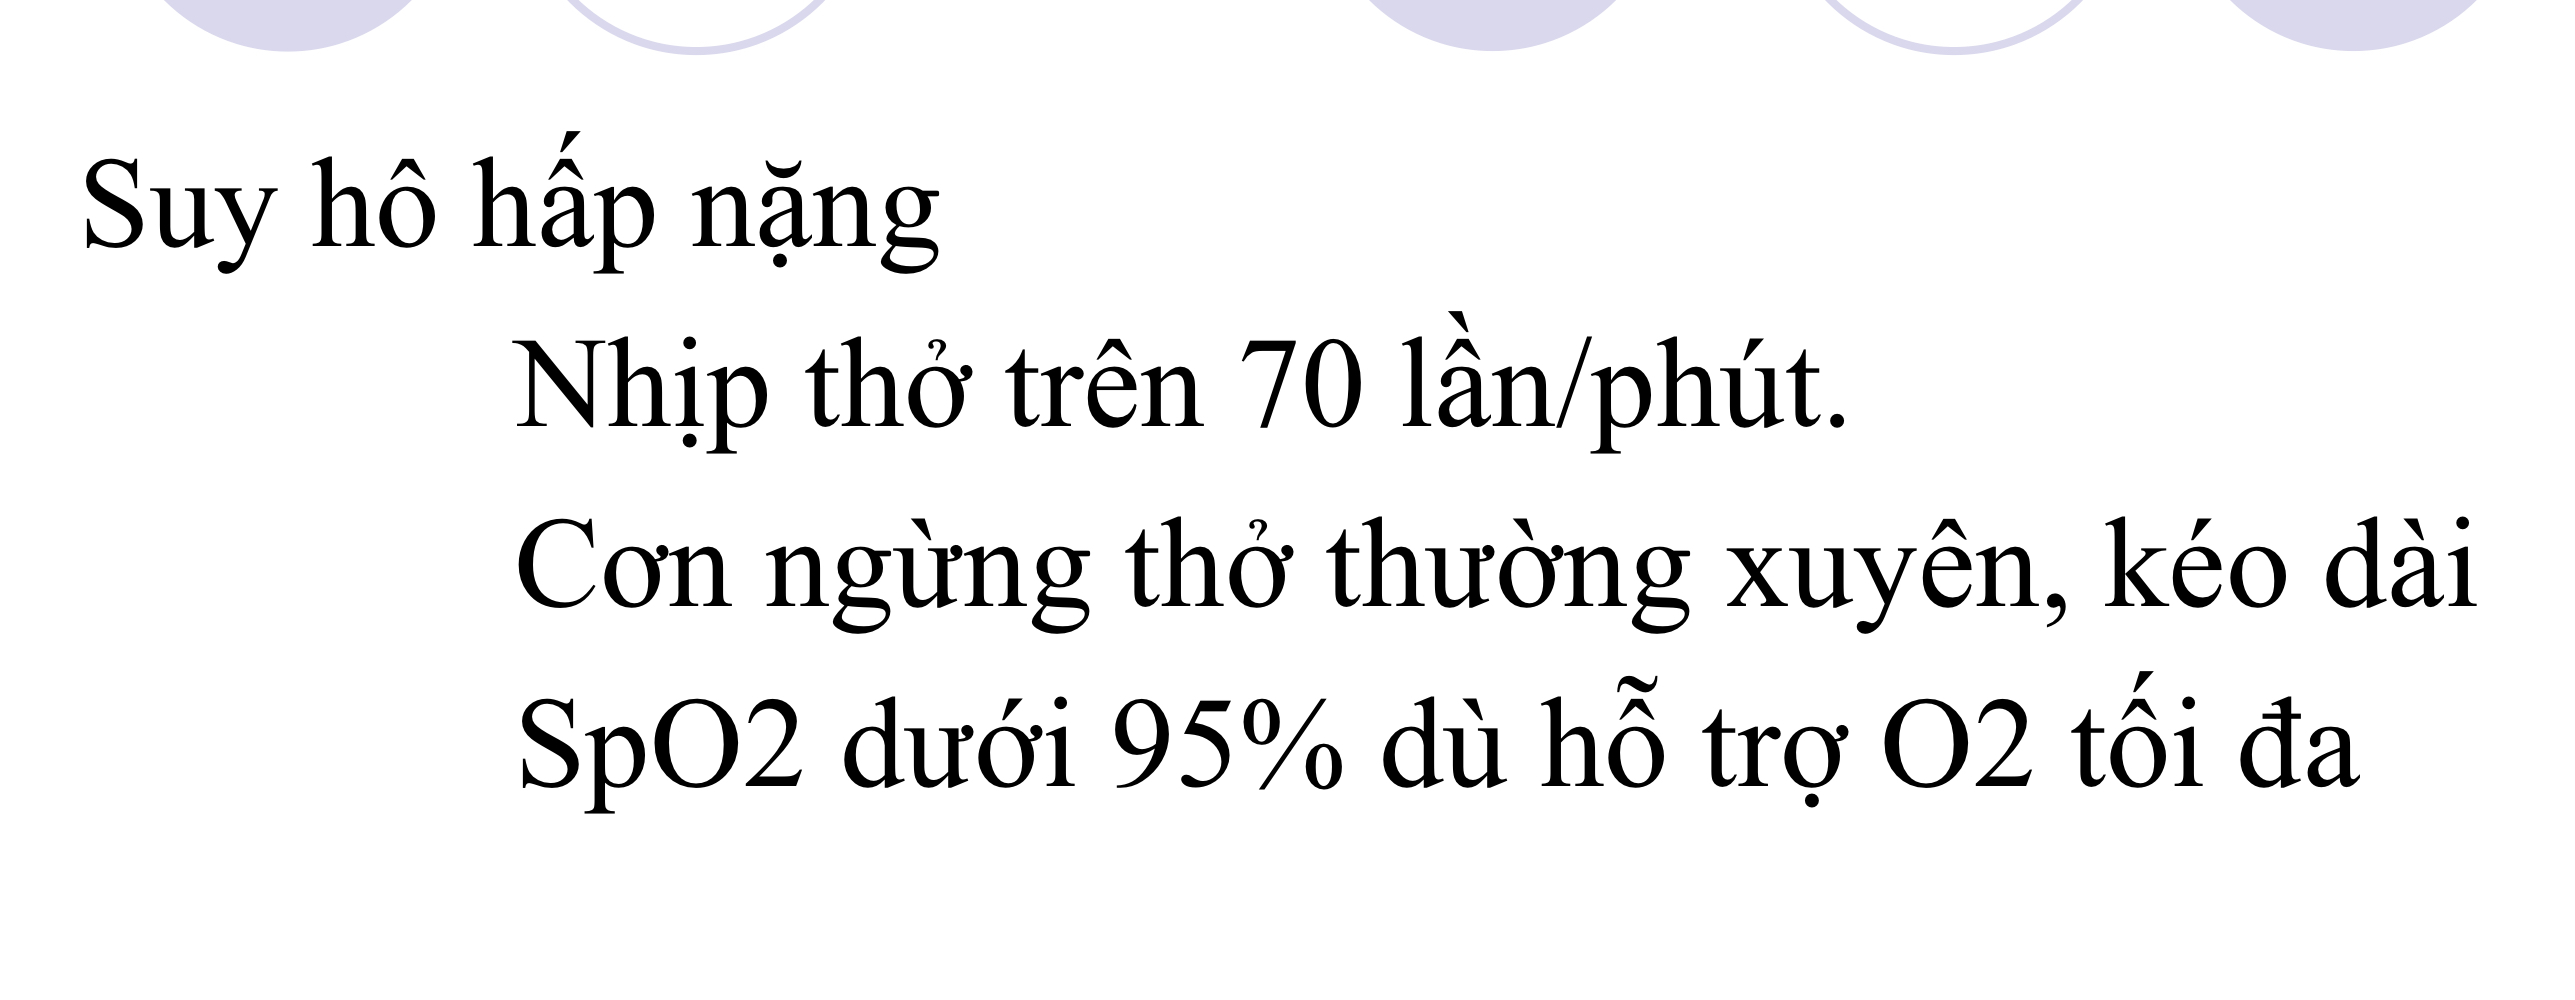 Suy hô hấp nặng
Nhịp thở trên 70 lần/phút.
Cơn ngừng thở thường xuyên, kéo dài
SpO2 dưới 95% dù hỗ trợ O2 tối đa